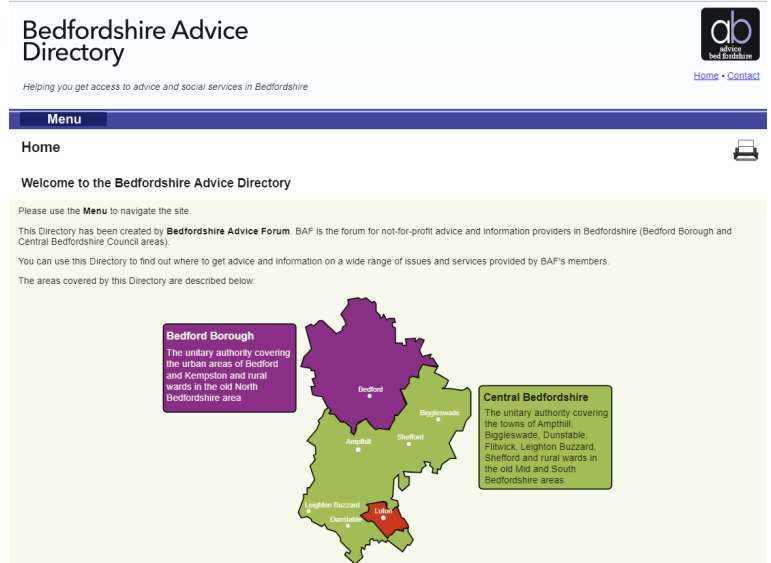 Bedfordshire Advice
Directory
ab
advice
bedfordshire
Home • Contact
Helping you get access to advice and social services in Bedfordshire
Menu
Home
Welcome to the Bedfordshire Advice Directory
Please use the Menu to navigate the site.
This Directory has been created by Bedfordshire Advice Forum. BAF is the forum for not-for-profit advice and information providers in Bedfordshire (Bedford Borough and
Central Bedfordshire Council areas).
You can use this Directory to find out where to get advice and information on a wide range of issues and services provided by BAF's members.
The areas covered by this Directory are described below:
Bedford Borough
The unitary authority covering
the urban areas of Bedford
and Kempston and rural
wards in the old North
Bedfordshire area
Bedford
Biggleswade
Shefford
Ampthill
Leighton Buzzard
Dunstable
Luton
Central Bedfordshire
The unitary authority covering
the towns of Ampthill,
Biggleswade, Dunstable,
Flitwick, Leighton Buzzard,
Shefford and rural wards in
the old Mid and South
Bedfordshire areas.